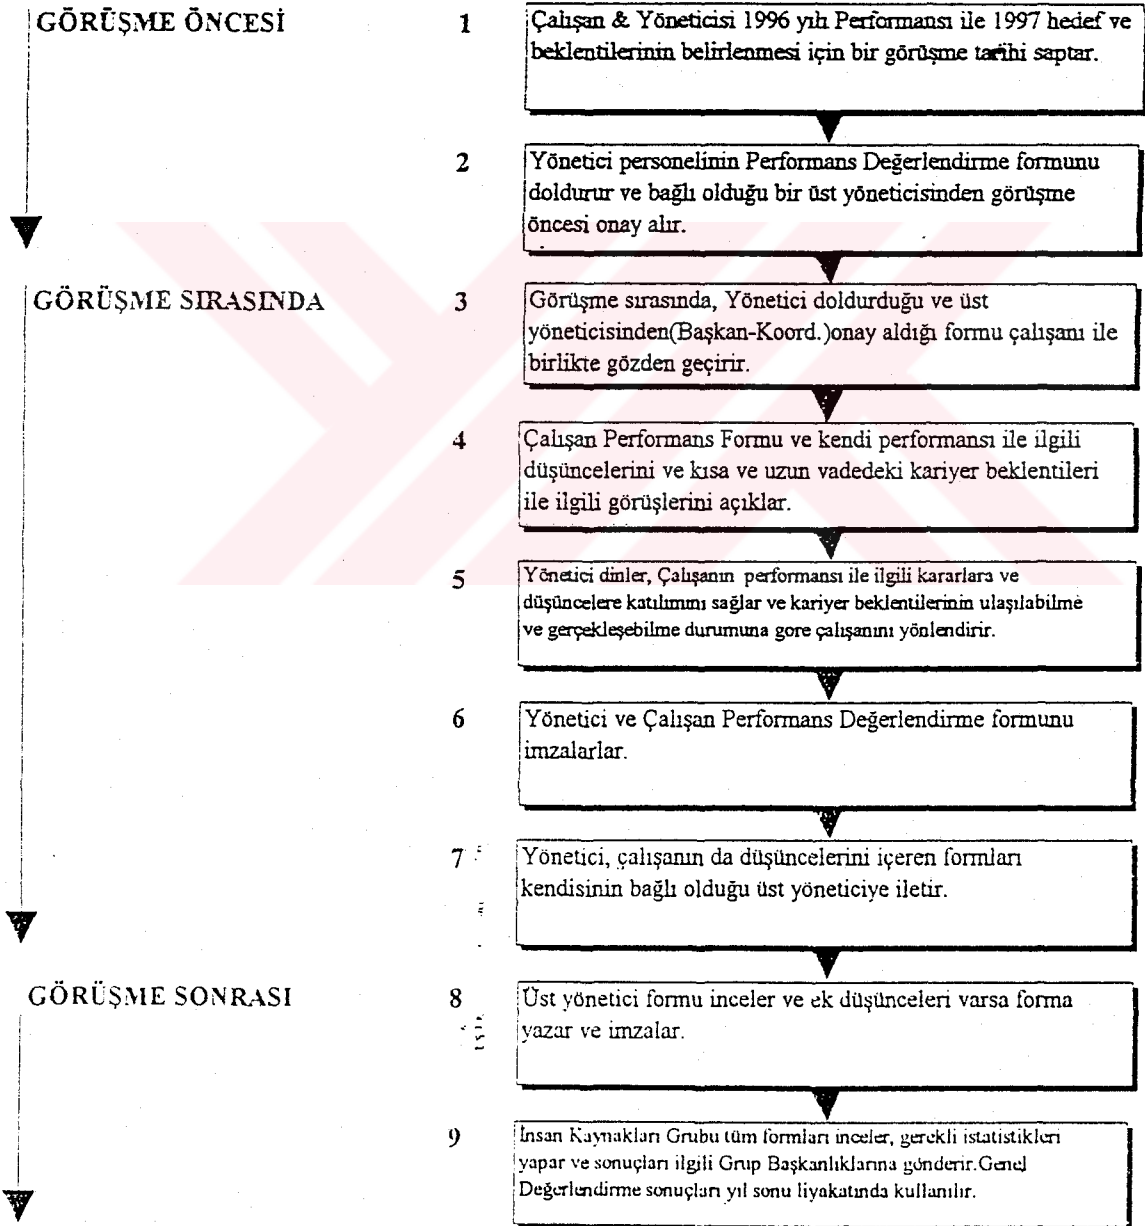 GÖRÜŞME ÖNCESİ
1
Çalışan & Yöneticisi 1996 yılı Performansı ile 1997 hedef ve
beklentilerinin belirlenmesi için bir görüşme tarihi saptar.
2
Yönetici personelinin Performans Değerlendirme formunu
doldurur ve bağlı olduğu bir üst yöneticisinden görüşme
öncesi onay alır.
GÖRÜŞME SIRASINDA
3
Görüşme sırasında, Yönetici doldurduğu ve üst
yöneticisinden(Başkan-Koord.)onay aldığı formu çalışanı ile
birlikte gözden geçirir.
4
Çalışan Performans Formu ve kendi performansı ile ilgili
düşüncelerini ve kısa ve uzun vadedeki kariyer beklentileri
ile ilgili görüşlerini açıklar.
5
Yönetici dinler, Çalışanın performansı ile ilgili kararlara ve
düşüncelere katılımını sağlar ve kariyer beklentilerinin ulaşılabilme
ve gerçekleşebilme durumuna gore çalışanını yönlendirir.
6
Yönetici ve Çalışan Performans Değerlendirme formunu
imzalarlar.
7
Yönetici, çalışanın da düşüncelerini içeren formları
kendisinin bağlı olduğu üst yöneticiye iletir.
GÖRÜŞME SONRASI
8
Üst yönetici formu inceler ve ek düşünceleri varsa forma
yazar ve imzalar.
9
İnsan Kaynakları Grubu tüm formları inceler, gerekli istatistikleri
yapar ve sonuçları ilgili Grup Başkanlıklarına gönderir.Genel
Değerlendirme sonuçları yıl sonu liyakatında kullanılır.